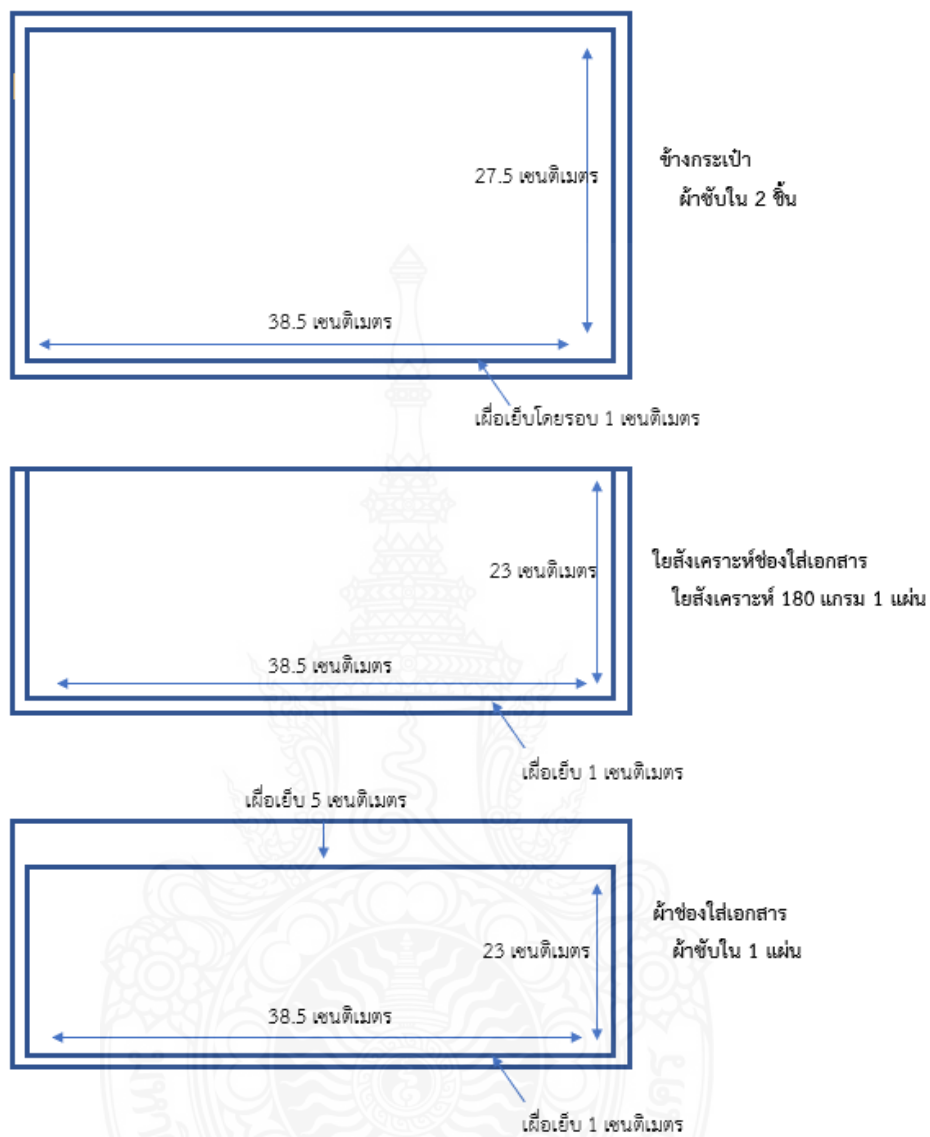 27.5 เซนติเมตร
ข้างกระเป๋า
ผ้าซับใน 2 ชิ้น
38.5 เซนติเมตร
เผื่อเย็บโดยรอบ 1 เซนติเมตร
23 เซนติเมตร
ใยสังเคราะห์ช่องใส่เอกสาร
ใยสังเคราะห์ 180 แกรม 1 แผ่น
38.5 เซนติเมตร
เผื่อเย็บ 1 เซนติเมตร
เผื่อเย็บ 5 เซนติเมตร
23 เซนติเมตร
ผ้าช่องใส่เอกสาร
ผ้าซับใน 1 แผ่น
38.5 เซนติเมตร
เผื่อเย็บ 1 เซนติเมตร